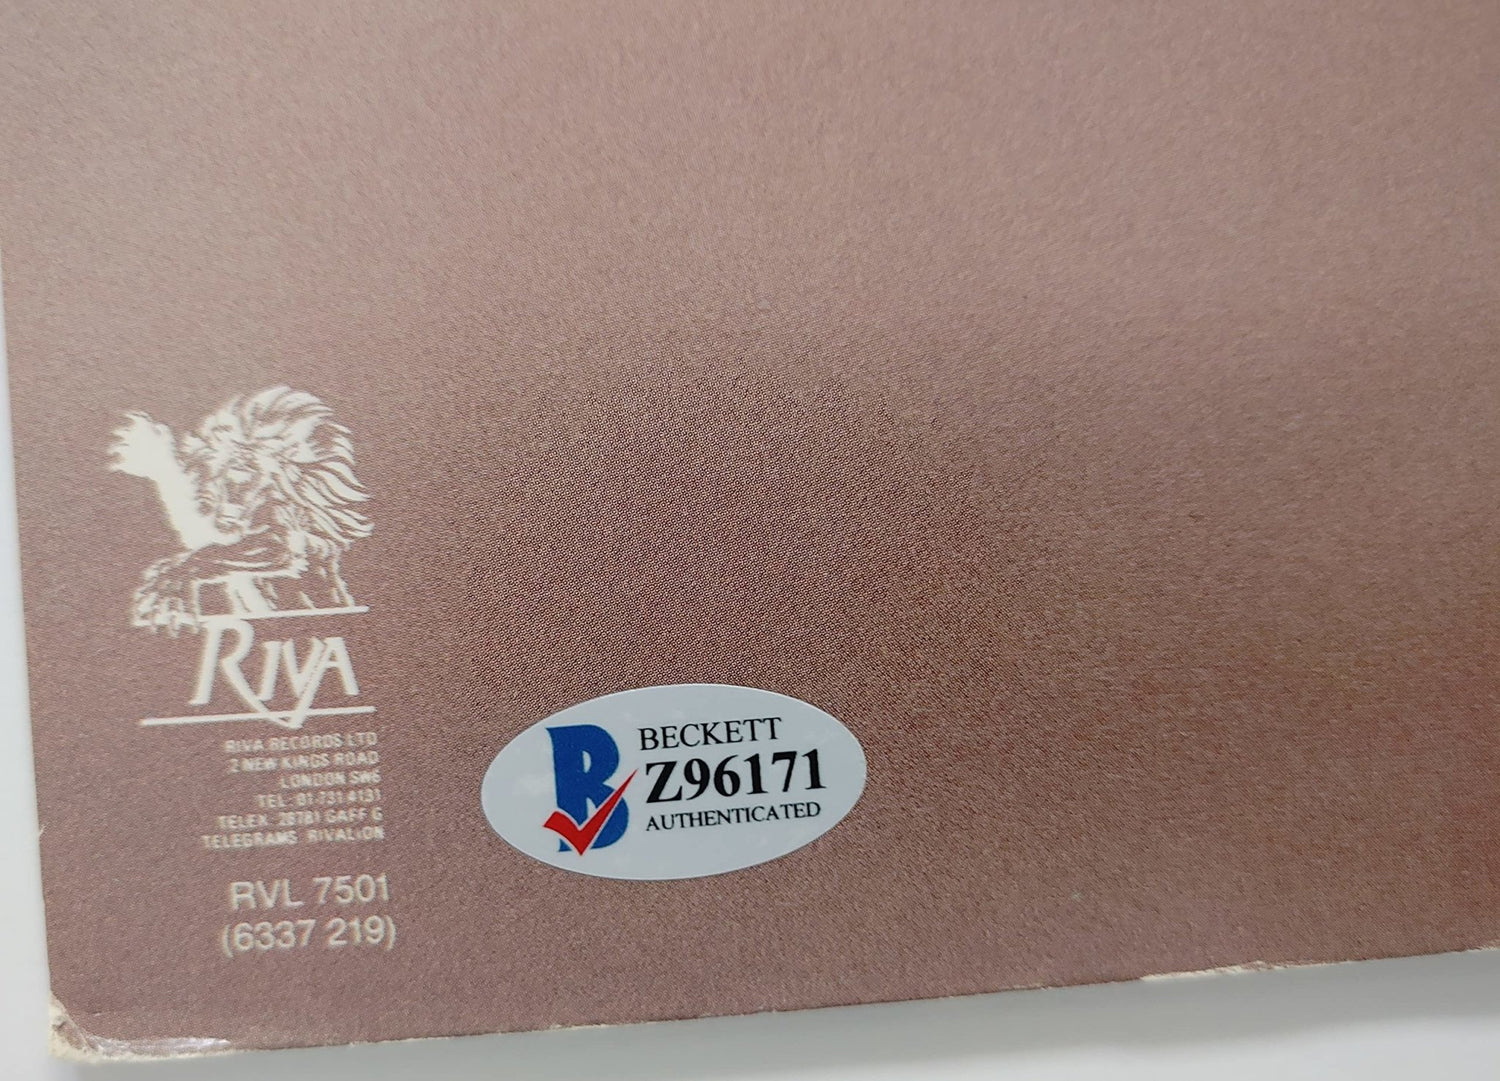 RIVA
RIVA RECORDS LTD
2 NEW KINGS ROAD
LONDON SW6
TEL: 01-731 4131
TELEX: 28781 GAFF G
TELEGRAMS: RIVALION
RVL 7501
(6337 219)
BECKETT
Z96171
AUTHENTICATED